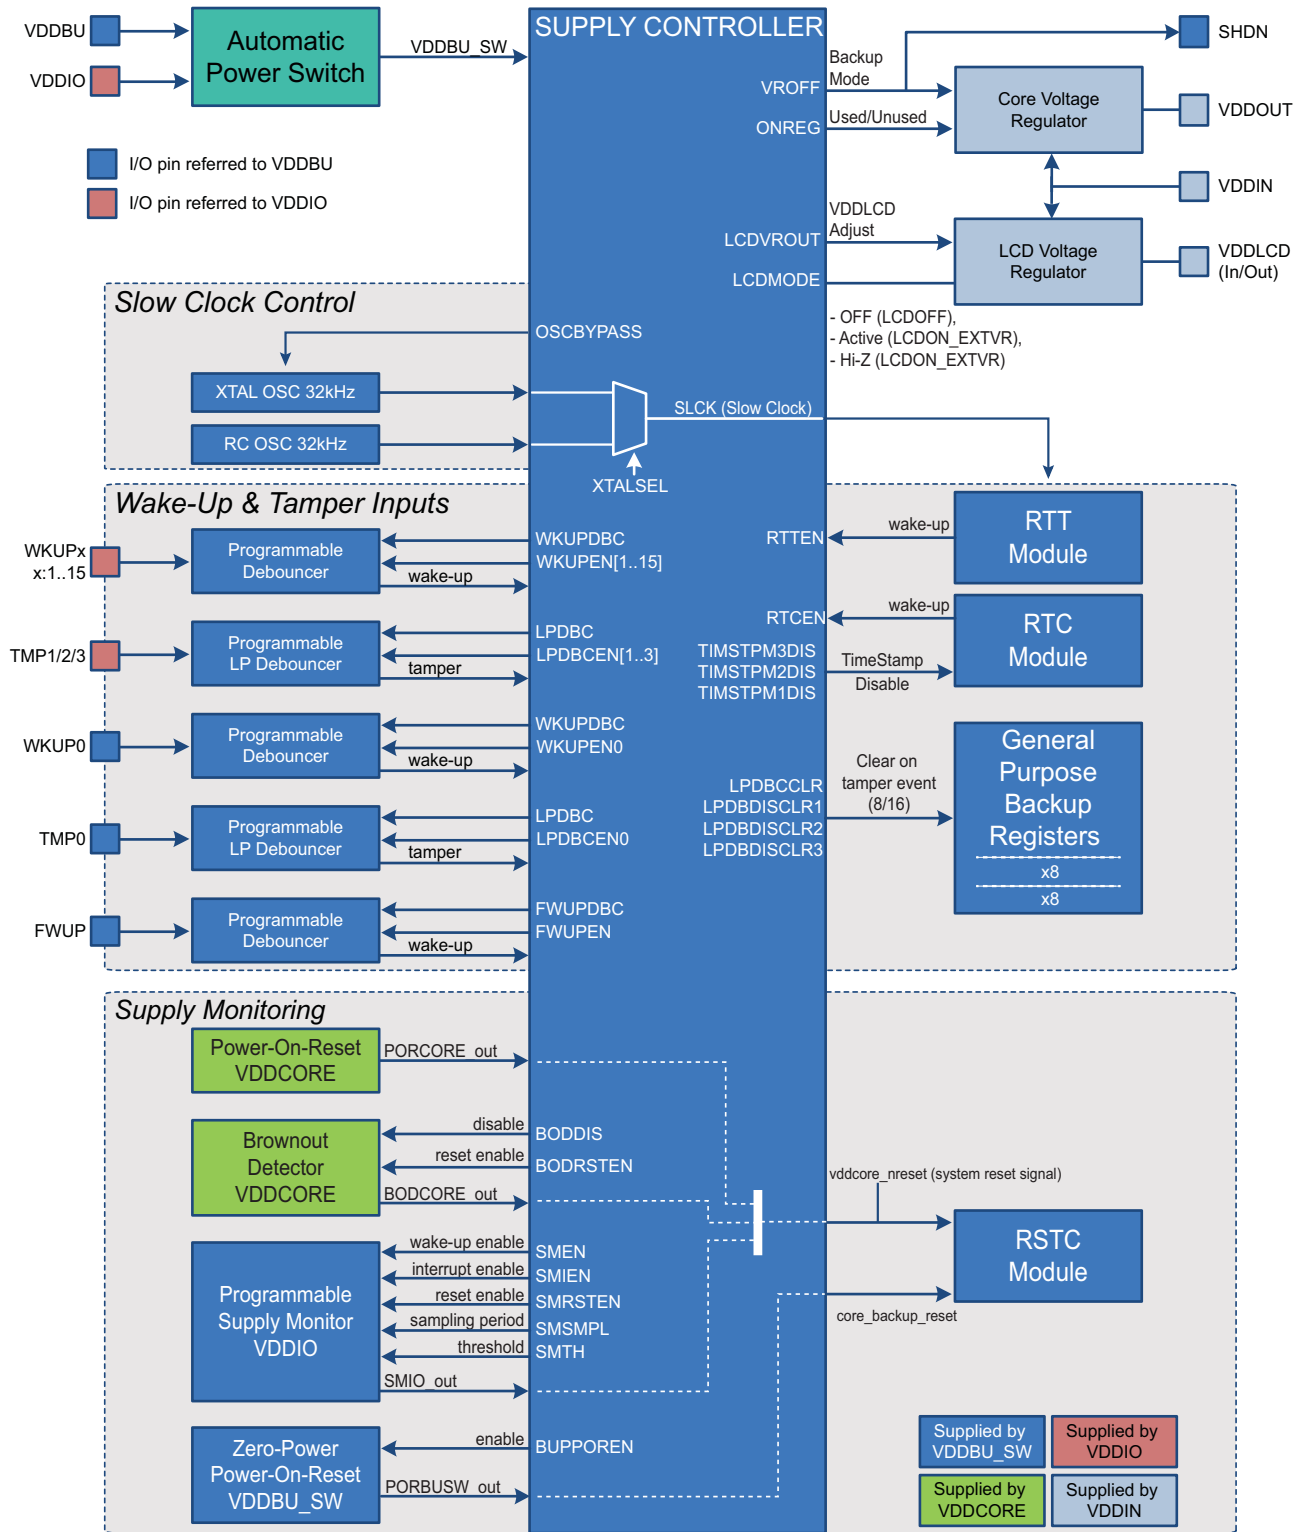 VDDBU
VDDIO
Automatic
Power Switch
VDDBU_SW
SUPPLY CONTROLLER
I/O pin referred to VDDBU
I/O pin referred to VDDIO
VROFF
Backup
Mode
ONREG
Used/Unused
Core Voltage
Regulator
SHDN
VDDOUT
VDDIN
LCDVROUT
VDDLCD
Adjust
LCD Voltage
Regulator
VDDLCD
(In/Out)
LCDMODE
- OFF (LCDOFF),
- Active (LCDON_EXTVR),
- Hi-Z (LCDON_EXTVR)
Slow Clock Control
OSCBYPASS
XTAL OSC 32kHz
RC OSC 32kHz
SLCK (Slow Clock)
XTALSEL
Wake-Up & Tamper Inputs
WKUPx
x:1..15
Programmable
Debouncer
WKUPDBC
WKUPEN[1..15]
wake-up
TMP1/2/3
Programmable
LP Debouncer
LPDBC
LPDBCEN[1..3]
tamper
WKUP0
Programmable
Debouncer
WKUPDBC
WKUPEN0
wake-up
TMP0
Programmable
LP Debouncer
LPDBC
LPDBCEN0
tamper
FWUP
Programmable
Debouncer
FWUPDBC
FWUPEN
wake-up
RTTEN
wake-up
RTT
Module
RTCEN
wake-up
RTC
Module
TIMSTPM3DIS
TIMSTPM2DIS
TIMSTPM1DIS
TimeStamp
Disable
LPDBCCLR
LPDBDISCLR1
LPDBDISCLR2
LPDBDISCLR3
Clear on
tamper event
(8/16)
General
Purpose
Backup
Registers
x8
x8
Supply Monitoring
Power-On-Reset
VDDCORE
PORCORE_out
Brownout
Detector
VDDCORE
disable
BODDIS
reset enable
BODRSTEN
BODCORE_out
Programmable
Supply Monitor
VDDIO
wake-up enable
SMEN
interrupt enable
SMIEN
reset enable
SMRSTEN
sampling period
SMSMPL
threshold
SMTH
SMIO_out
Zero-Power
Power-On-Reset
VDDBU_SW
enable
BUPPOREN
PORBUSW_out
vddcore_nreset (system reset signal)
RSTC
Module
core_backup_reset
Supplied by
VDDBU_SW
Supplied by
VDDIO
Supplied by
VDDCORE
Supplied by
VDDIN